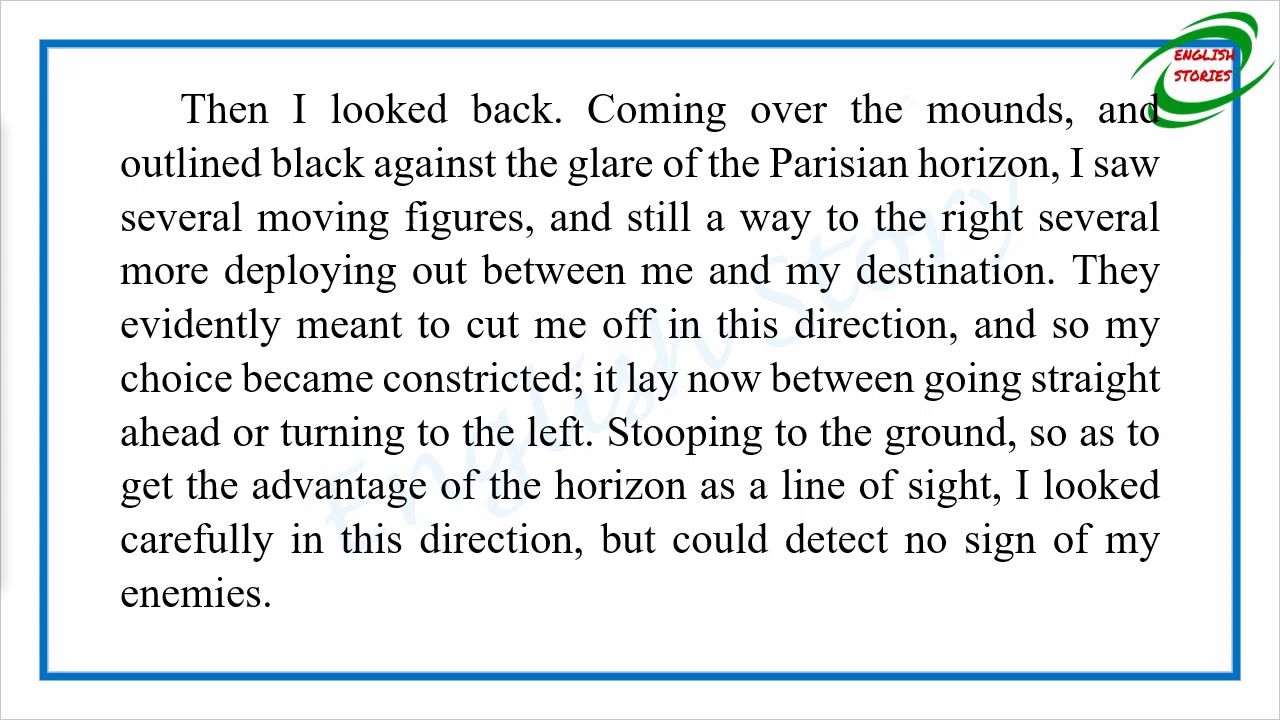 ENGLISH
STORIES
Then I looked back. Coming over the mounds, and
outlined black against the glare of the Parisian horizon, I saw
several moving figures, and still a way to the right several
more deploying out between me and my destination. They
evidently meant to cut me off in this direction, and so my
choice became constricted; it lay now between going straight
ahead or turning to the left. Stooping to the ground, so as to
get the advantage of the horizon as a line of sight, I looked
carefully in this direction, but could detect no sign of my
enemies.
English Story